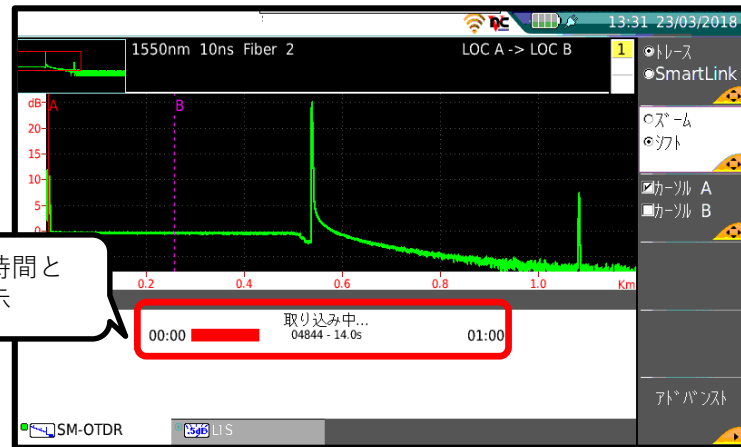 13:31 23/03/2018
1550nm 10ns Fiber 2
LOC A -> LOC B
1
トレース
SmartLink
dB
A
B
20
15
10
5
0
ズーム
シフト
カーソル A
カーソル B
時間と
示
0.2
0.4
0.6
0.8
1.0
Km
取り込み中...
00:00
04844 - 14.0s
01:00
アドバンスト
SM-OTDR
.5dB
LTS